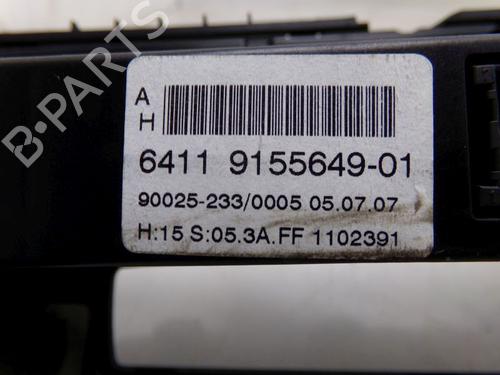 A
H
6411 9155649-01
90025-233/0005 05.07.07
H:15 S:05.3A.FF 1102391
B-PARTS